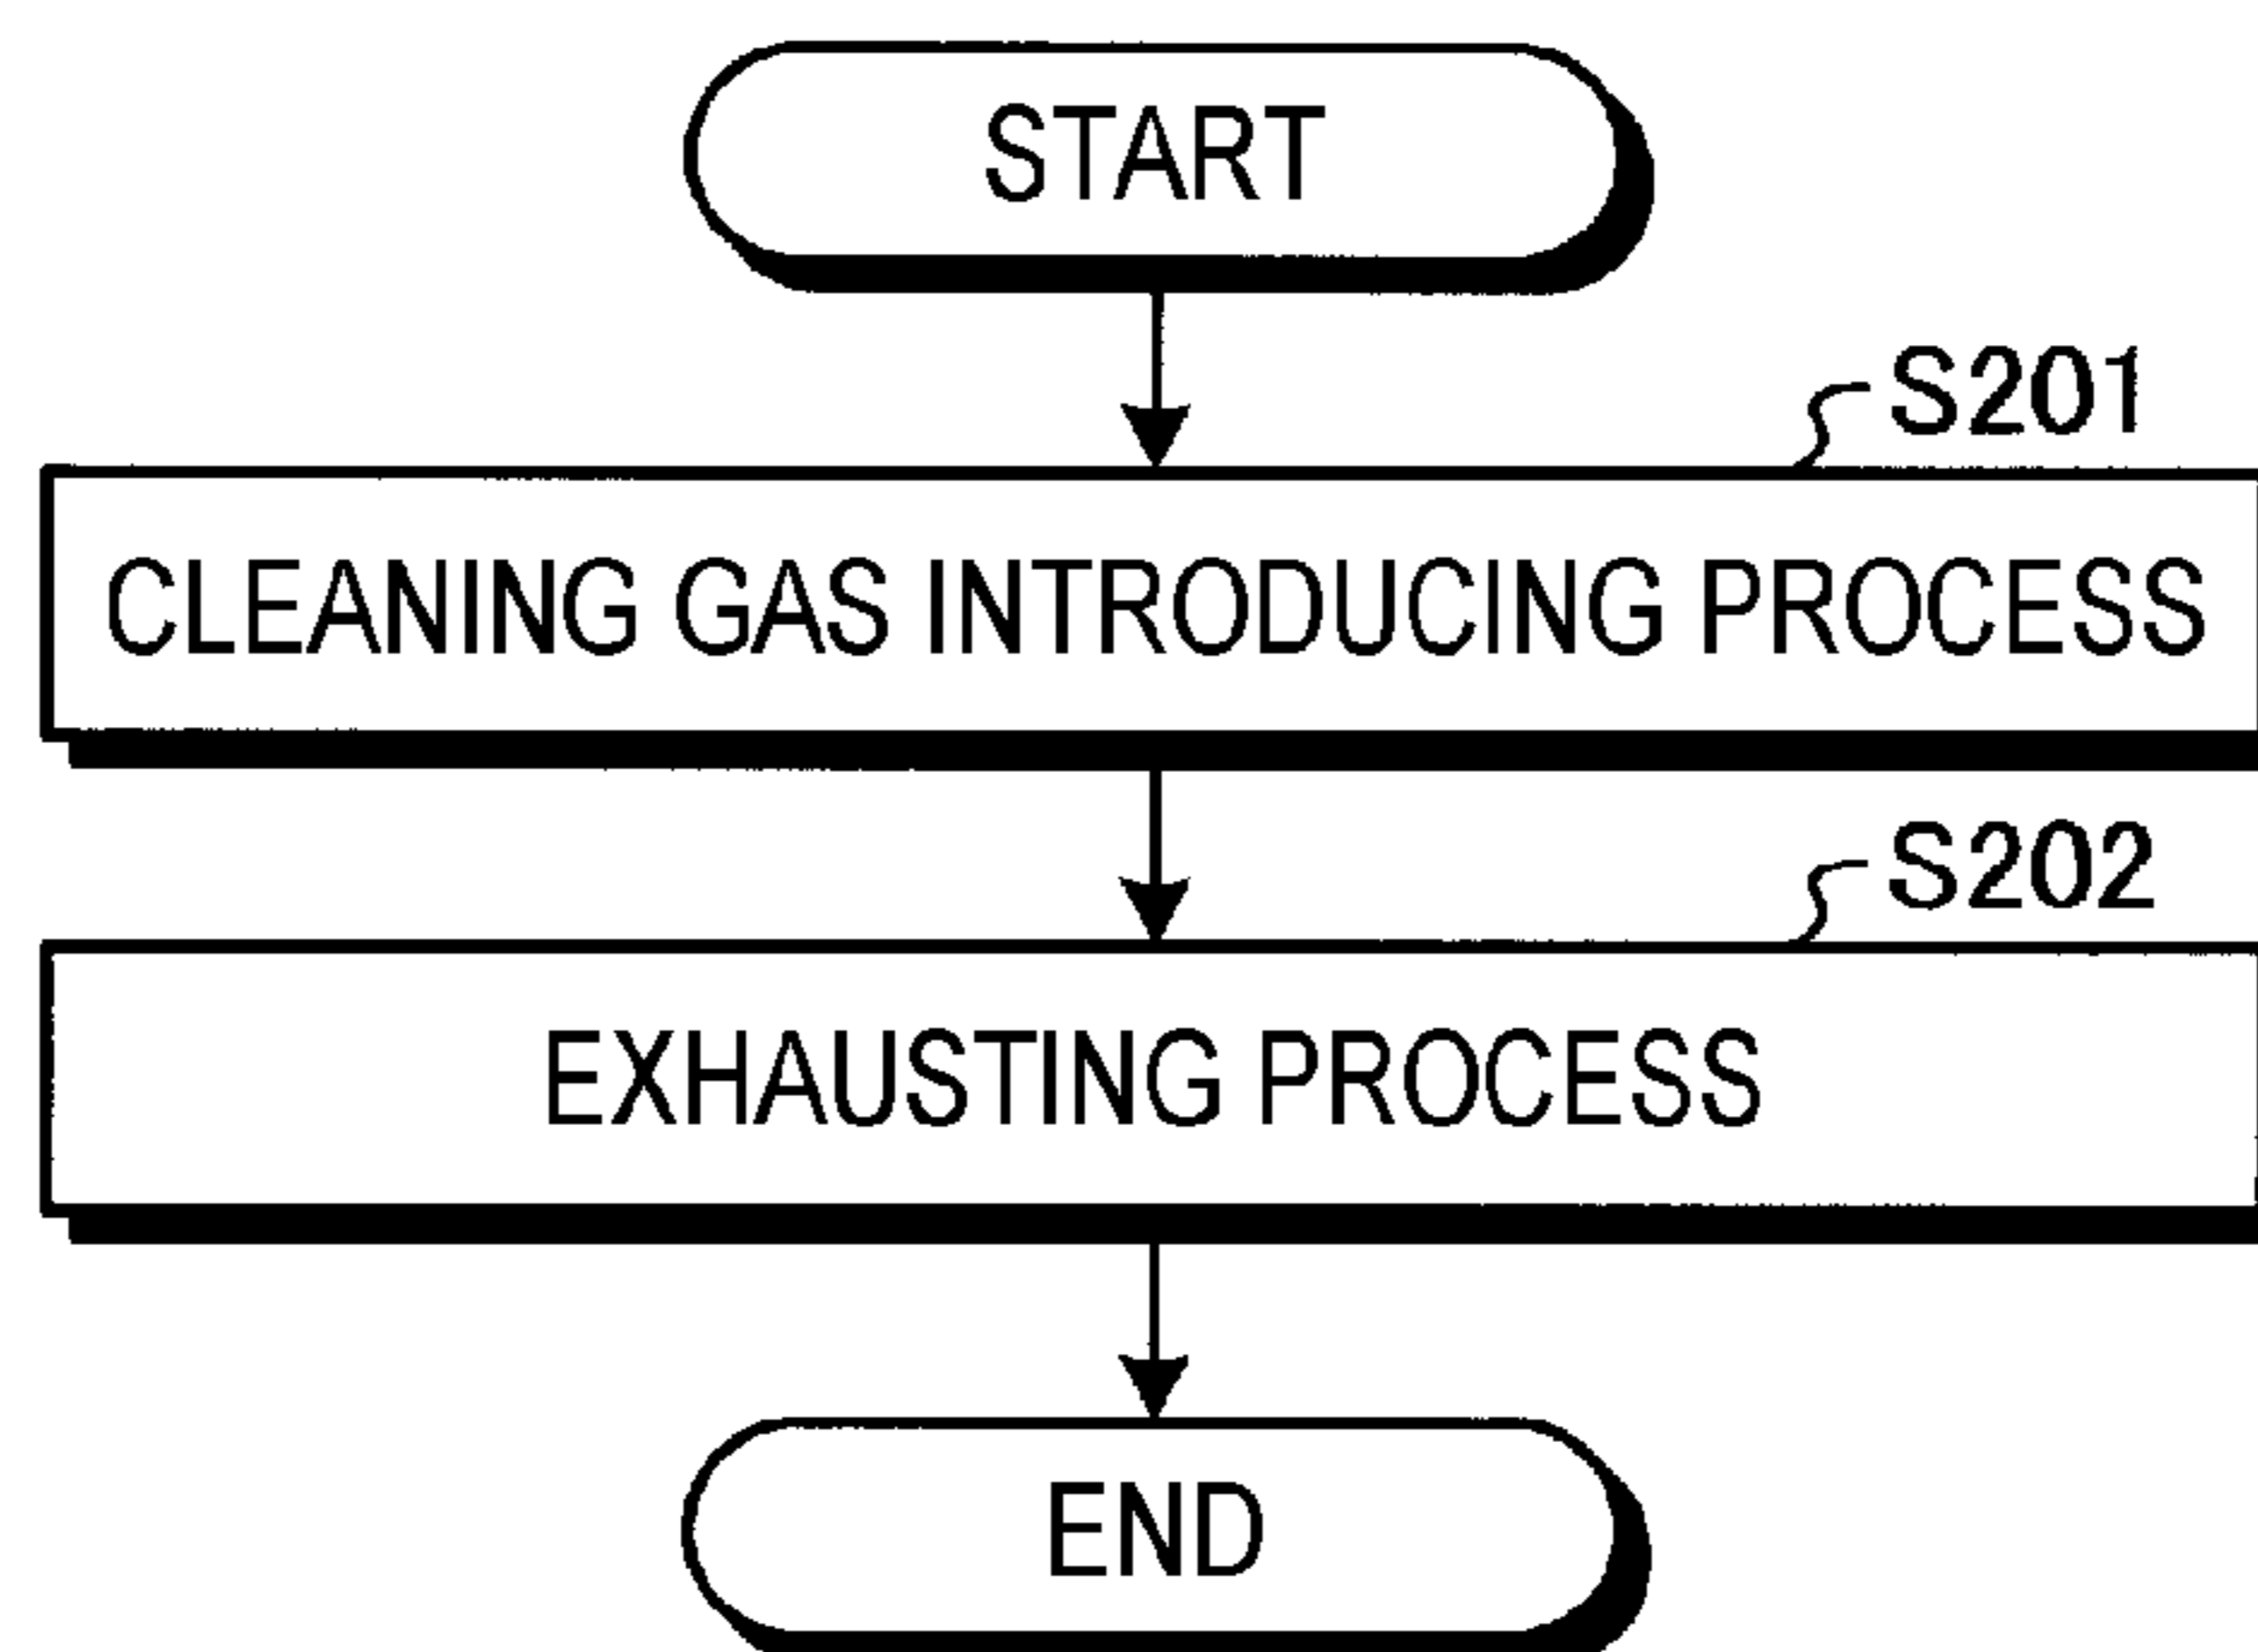 START
S201
CLEANING GAS INTRODUCING PROCESS
S202
EXHAUSTING PROCESS
END